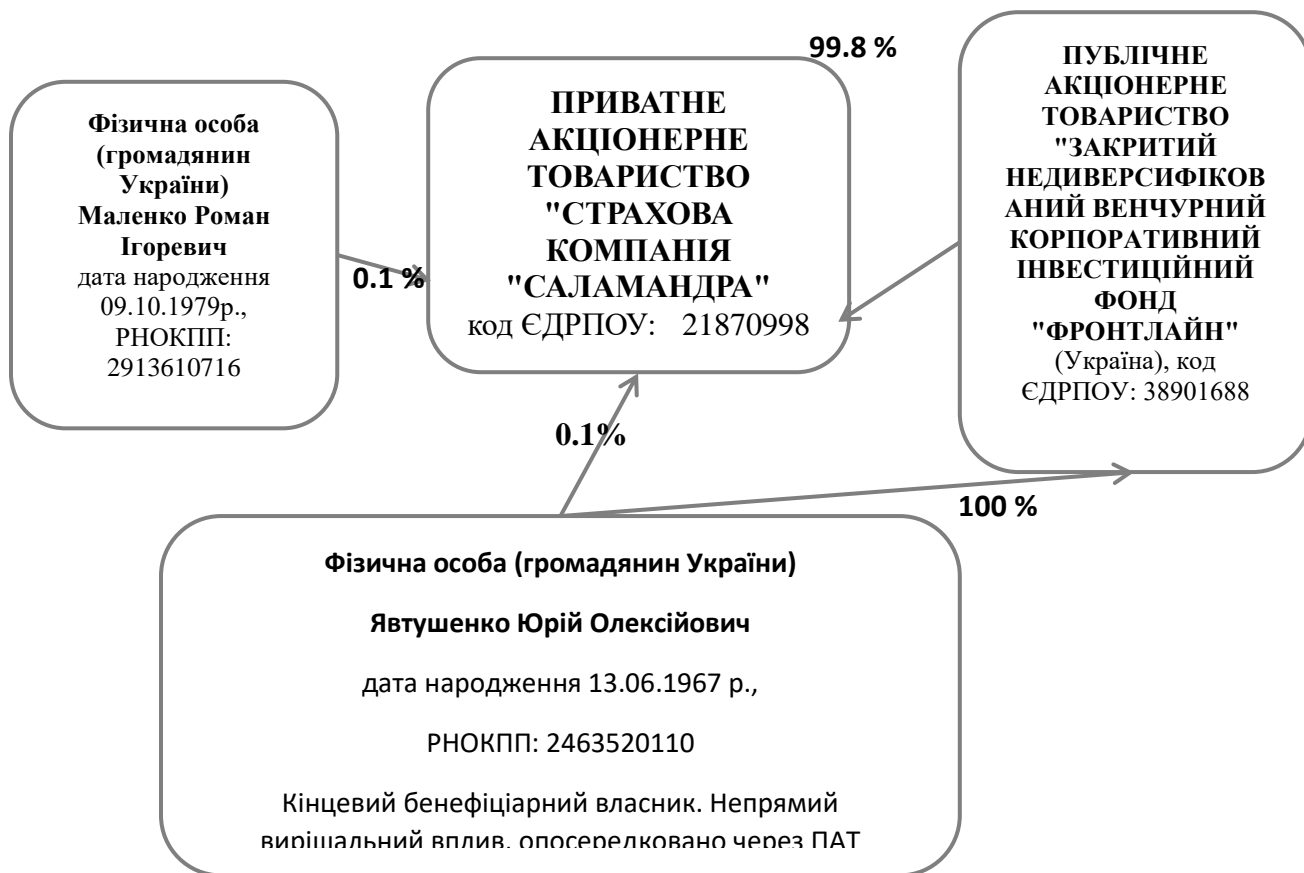 99.8 %
Фізична особа
(громадянин
України)
Маленко Роман
Ігоревич
дата народження
09.10.1979р.,
РНОКПП:
2913610716
0.1 %
ПРИВАТНЕ
АКЦІОНЕРНЕ
ТОВАРИСТВО
"СТРАХОВА
КОМПАНІЯ
"САЛАМАНДРА"
код ЄДРПОУ: 21870998
ПУБЛІЧНЕ
АКЦІОНЕРНЕ
ТОВАРИСТВО
"ЗАКРИТИЙ
НЕДИВЕРСИФІКОВ
АНИЙ ВЕНЧУРНИЙ
КОРПОРАТИВНИЙ
ІНВЕСТИЦІЙНИЙ
ФОНД
"ФРОНТЛАЙН"
(Україна), код
ЄДРПОУ: 38901688
0.1%
100 %
Фізична особа (громадянин України)
Явтушенко Юрій Олексійович
дата народження 13.06.1967 р.,
РНОКПП: 2463520110
Кінцевий бенефіціарний власник. Непрямий
вирішальний вплив, опосередковано через ПАТ